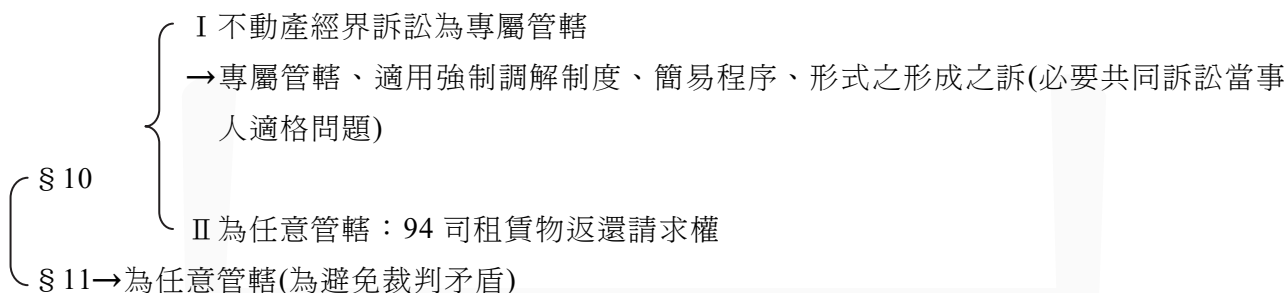 Ⅰ不動產經界訴訟為專屬管轄
→專屬管轄、適用強制調解制度、簡易程序、形式之形成之訴(必要共同訴訟當事
人適格問題)
§10
Ⅱ為任意管轄：94 司租賃物返還請求權
§11→為任意管轄(為避免裁判矛盾)